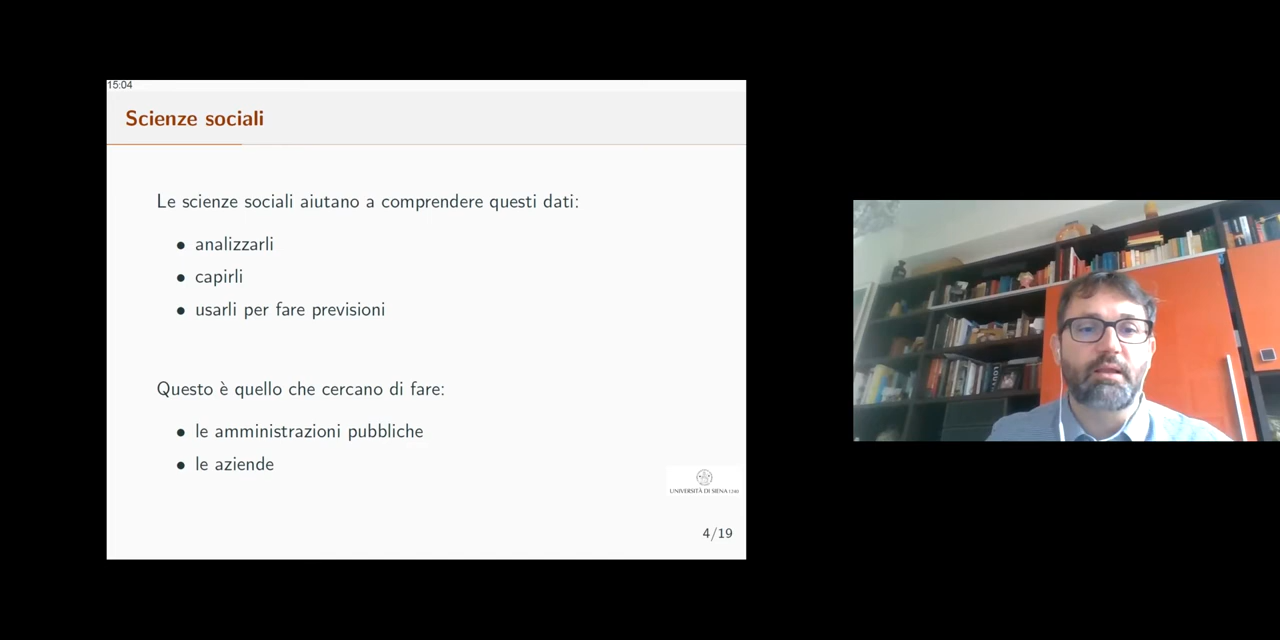 15:04
Scienze sociali
Le scienze sociali aiutano a comprendere questi dati:
● analizzarli
● capirli
● usarli per fare previsioni
Questo è quello che cercano di fare:
● le amministrazioni pubbliche
● le aziende
UNIVERSITÀ DI SIENA 1240
4/19